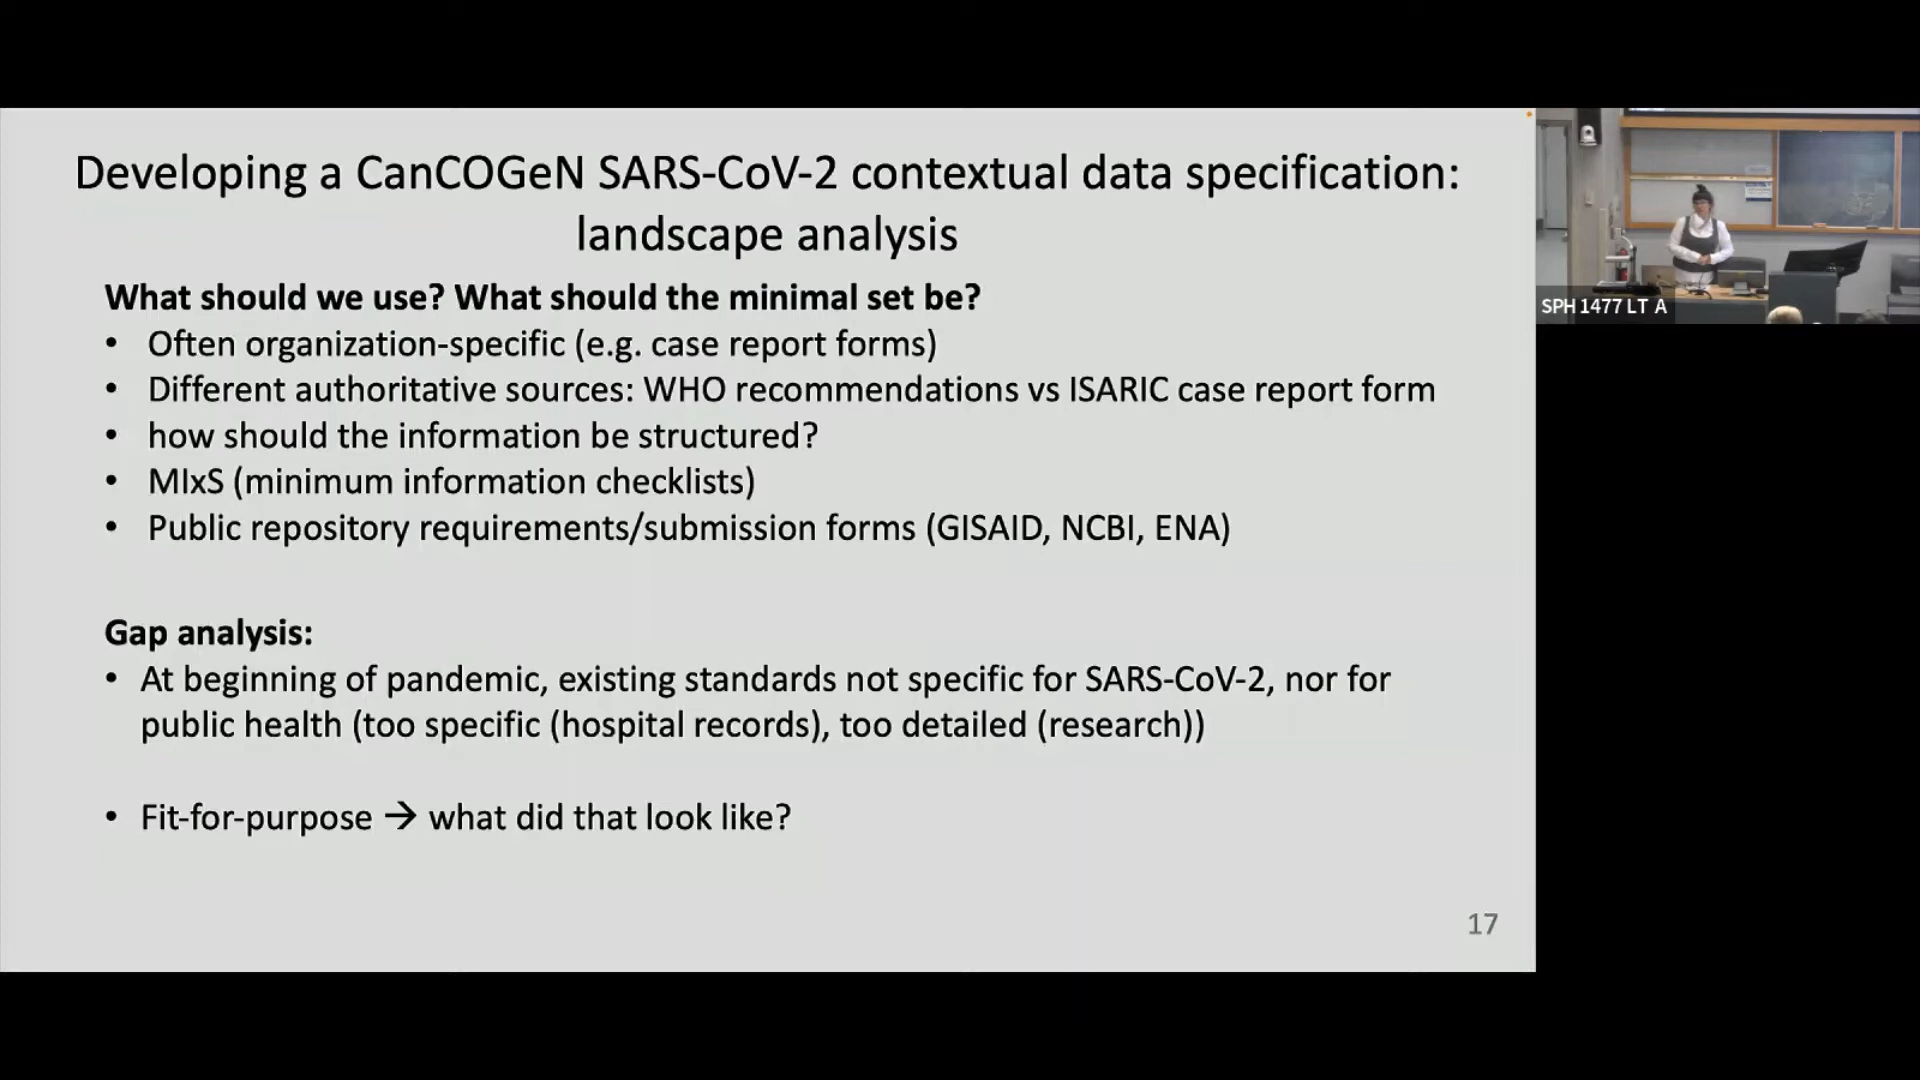 Developing a CanCOGeN SARS-CoV-2 contextual data specification:
landscape analysis
What should we use? What should the minimal set be?
• Often organization-specific (e.g. case report forms)
• Different authoritative sources: WHO recommendations vs ISARIC case report form
• how should the information be structured?
• MIxS (minimum information checklists)
• Public repository requirements/submission forms (GISAID, NCBI, ENA)
Gap analysis:
• At beginning of pandemic, existing standards not specific for SARS-CoV-2, nor for
public health (too specific (hospital records), too detailed (research))
• Fit-for-purpose → what did that look like?
17
SPH 1477 LT A